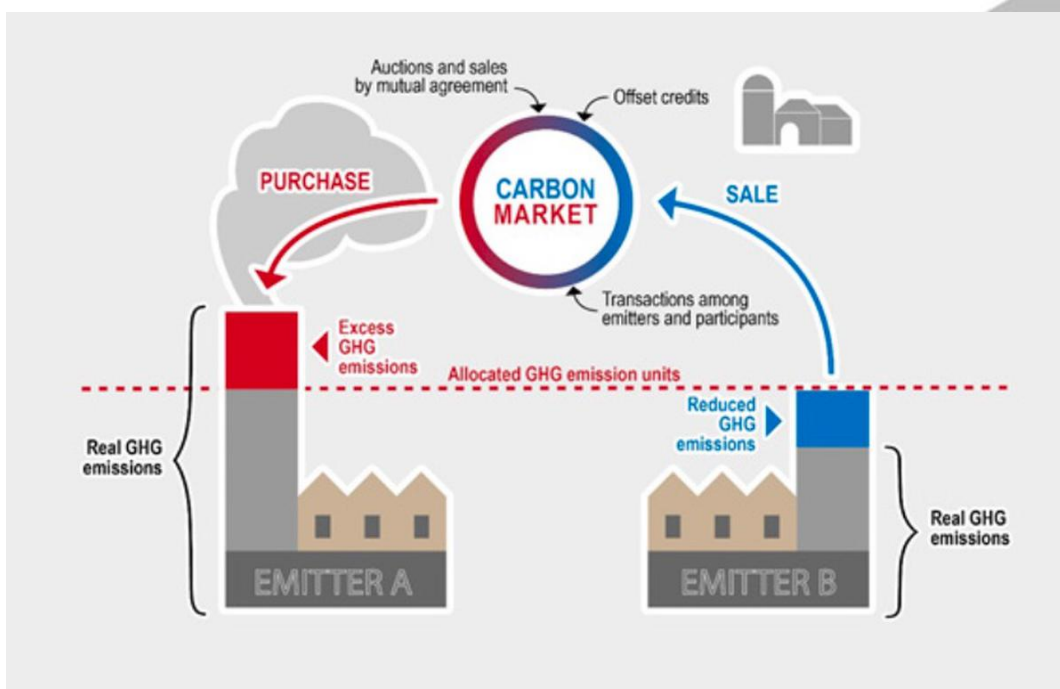 Auctions and sales
by mutual agreement
Offset credits
PURCHASE
CARBON
MARKET
SALE
Transactions among
emitters and participants
Excess
GHG
emissions
Allocated GHG emission units
Reduced
GHG
emissions
Real GHG
emissions
Real GHG
emissions
EMITTER A
EMITTER B